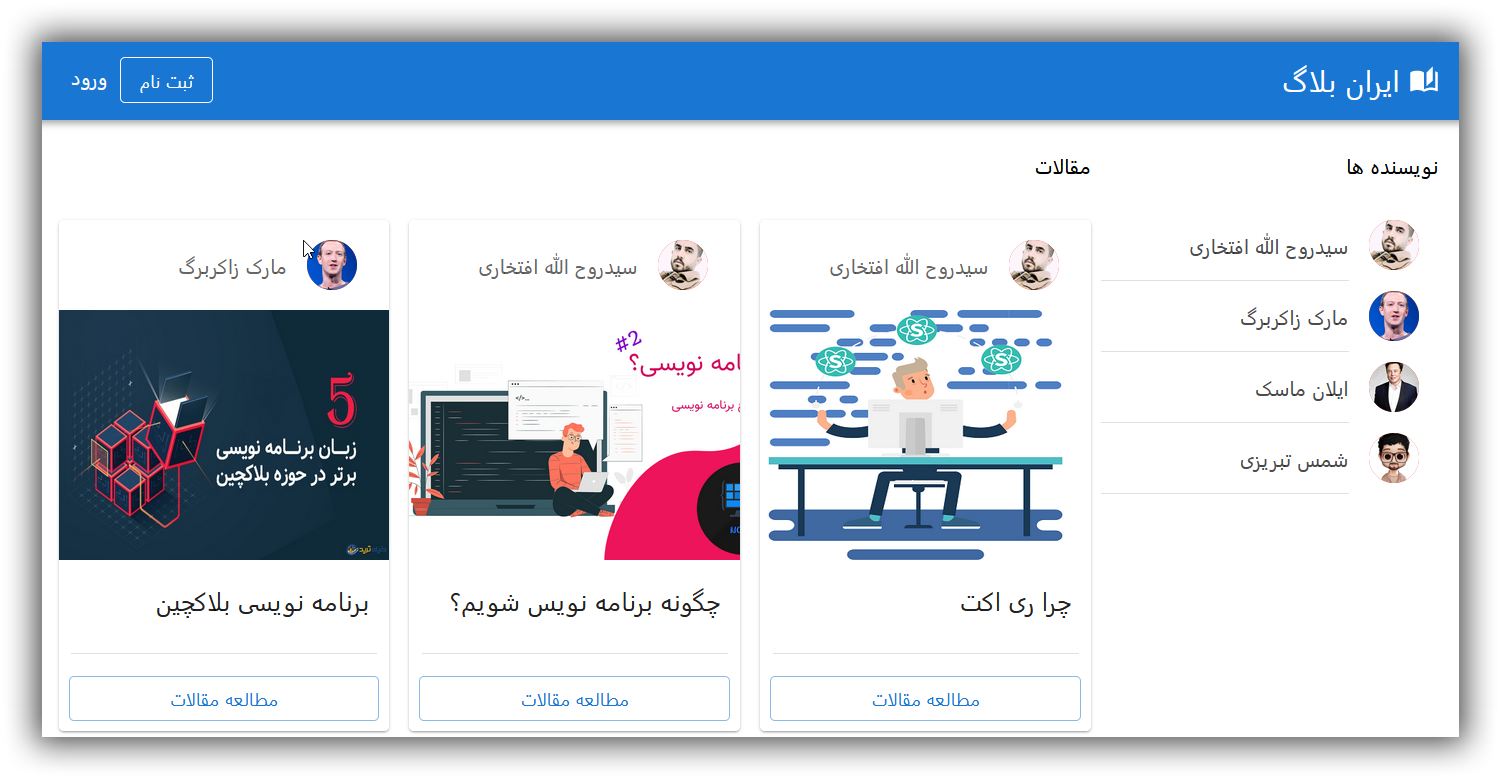 ایران بلاگ
ثبت نام
ورود
نویسنده ها
سیدروح الله افتخاری
مارک زاکربرگ
ایلان ماسک
شمس تبریزی
مقالات
سیدروح الله افتخاری
چرا ری اکت
مطالعه مقالات
سیدروح الله افتخاری
#2
امه نویسی؟
برنامه نویسی
</>...
چگونه برنامه نویس شویم؟
مطالعه مقالات
مارک زاکربرگ
5
زبان برنامه نویسی
برتر در حوزه بلاکچین
برنامه نویسی بلاکچین
مطالعه مقالات